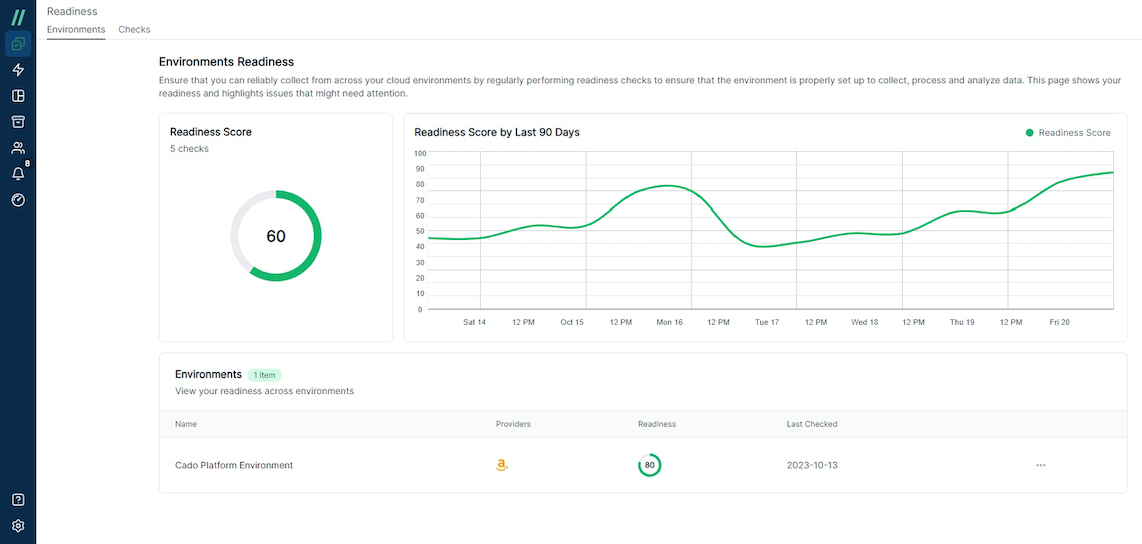 Readiness
Environments Checks
Environments Readiness
Ensure that you can reliably collect from across your cloud environments by regularly performing readiness checks to ensure that the environment is properly set up to collect, process and analyze data. This page shows your
readiness and highlights issues that might need attention.
Readiness Score
5 checks
60
Readiness Score by Last 90 Days
Readiness Score
100
90
80
70
60
50
40
30
20
10
0
Sat 14 12 PM Oct 15 12 PM Mon 16 12 PM Tue 17 12 PM Wed 18 12 PM Thu 19 12 PM Fri 20
8
Environments 1 item
View your readiness across environments
Name Providers Readiness Last Checked
Cado Platform Environment a 80 2023-10-13